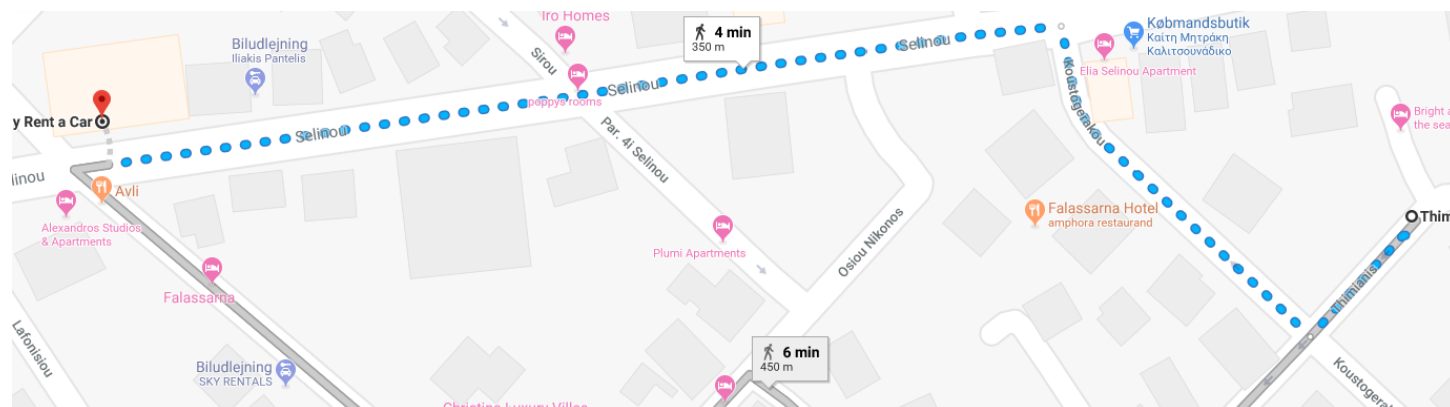 Iro Homes
Biludlejning
Iliakis Pantelis
Sirou
4 min
350 m
Selinou
Købmandsbutik
Καίτη Μητράκη
Καλιτσουνάδικο
Elia Selinou Apartment
poppys rooms
Selinou
Koustogerakou
y Rent a Car
Selinou
Par. 4i Selinou
Bright a
the sea
linou
Avli
Alexandros Studios
& Apartments
Falassarna Hotel
amphora restaurand
Thim
Plumi Apartments
Osiou Nikonos
Falassarna
Thimianis
Lafonisiou
6 min
450 m
Biludlejning
SKY RENTALS
Koustogerako
Christina Luxury Villas